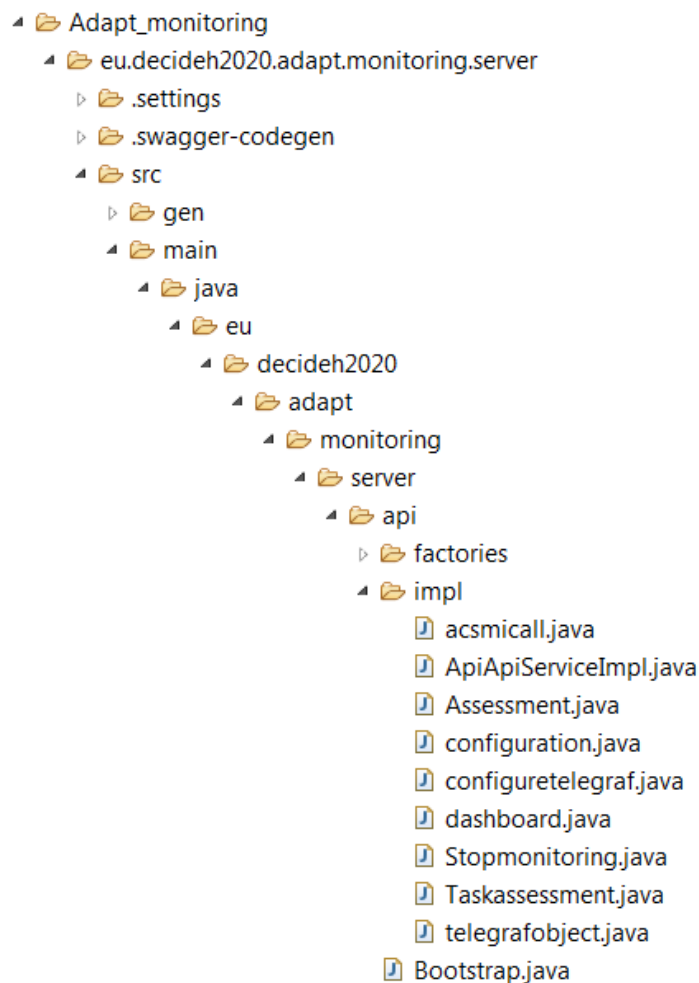 Adapt_monitoring
eu.decideh2020.adapt.monitoring.server
.settings
.swagger-codegen
src
gen
main
java
eu
decideh2020
adapt
monitoring
server
api
factories
impl
acsmicall.java
ApiApiServiceImpl.java
Assessment.java
configuration.java
configuretelegraf.java
dashboard.java
Stopmonitoring.java
Taskassessment.java
telegrafobject.java
Bootstrap.java